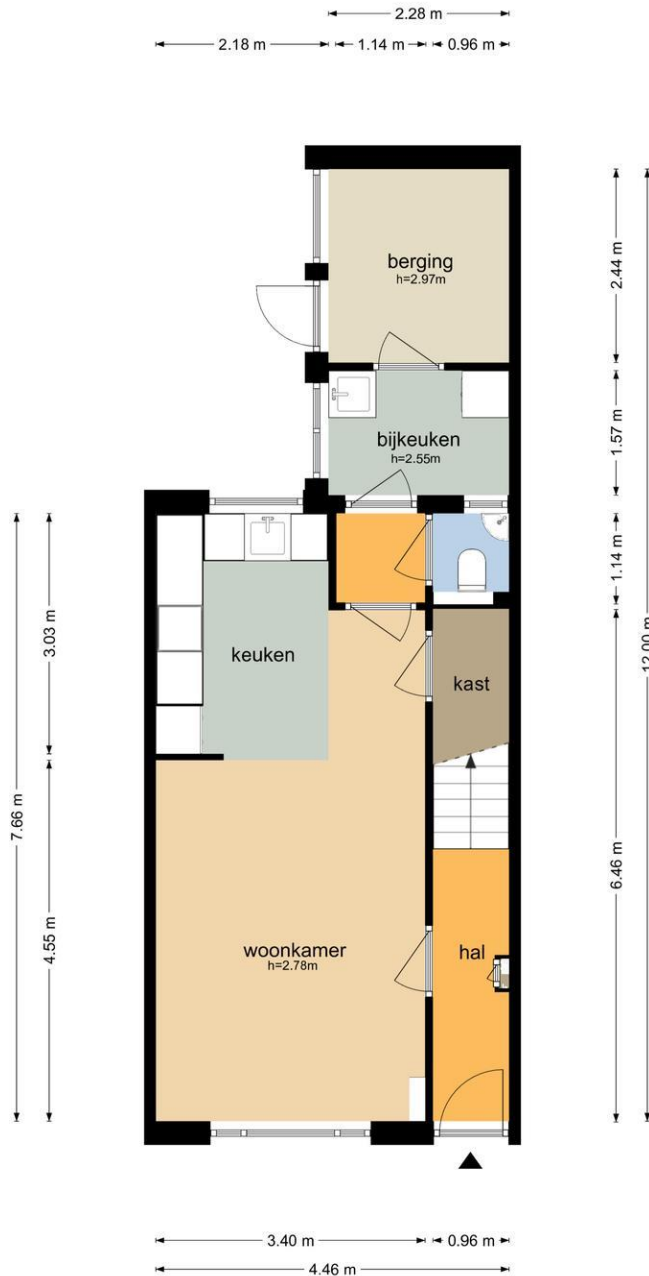 2.28 m
2.18 m
1.14 m
0.96 m
berging
h=2.97m
2.44 m
bijkeuken
h=2.55m
1.57 m
1.14 m
12.00 m
3.03 m
keuken
kast
7.66 m
6.46 m
4.55 m
woonkamer
h=2.78m
hal
3.40 m
0.96 m
4.46 m